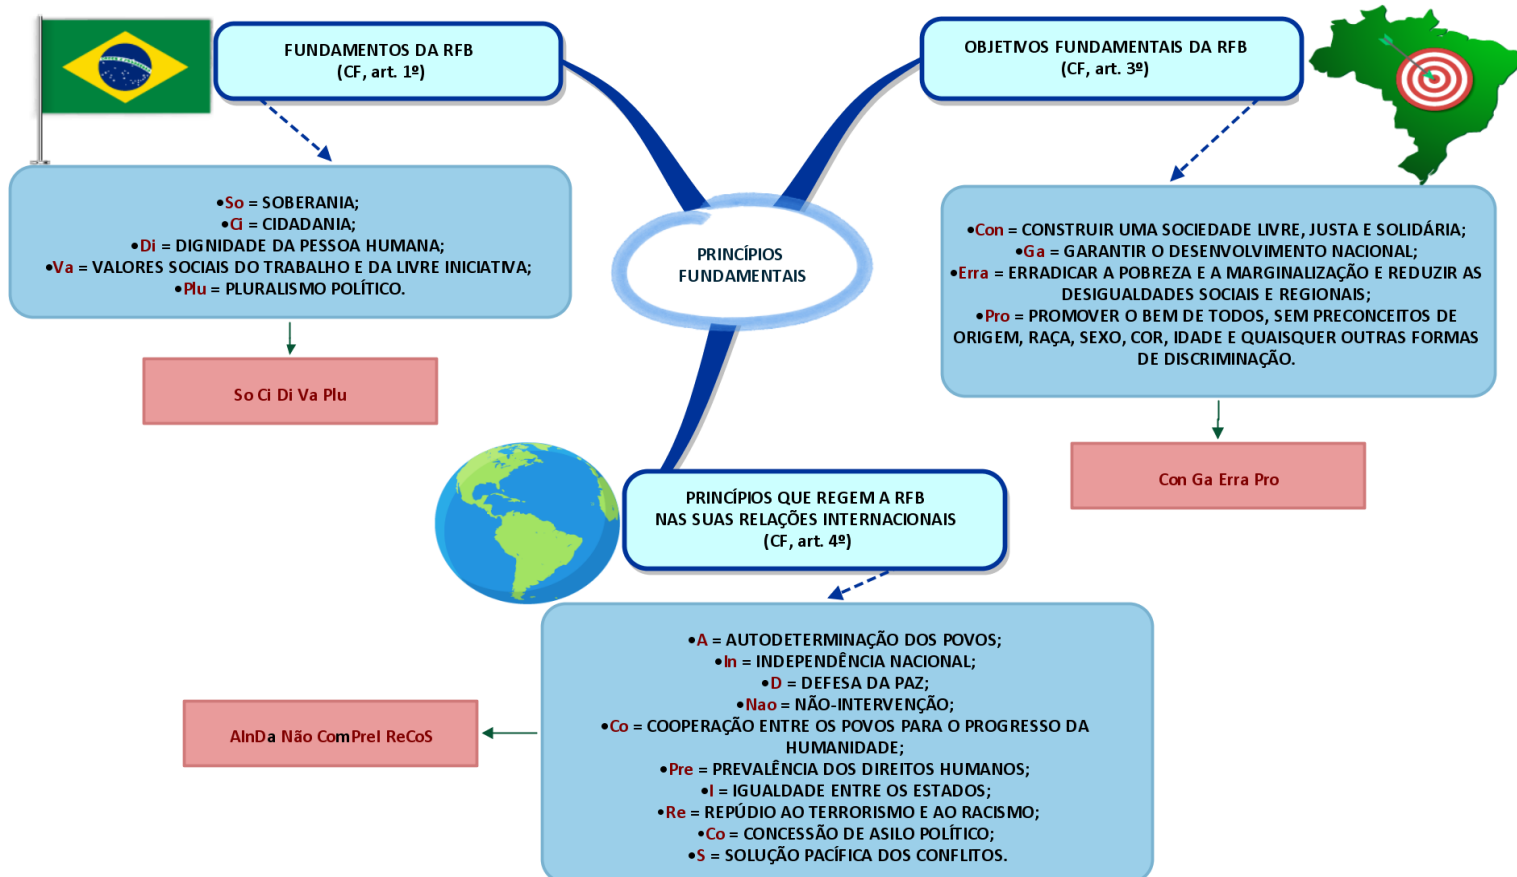 FUNDAMENTOS DA RFB
(CF, art. 1º)
•So = SOBERANIA;
•Ci = CIDADANIA;
•Di = DIGNIDADE DA PESSOA HUMANA;
•Va = VALORES SOCIAIS DO TRABALHO E DA LIVRE INICIATIVA;
•Plu = PLURALISMO POLÍTICO.
So Ci Di Va Plu
PRINCÍPIOS
FUNDAMENTAIS
OBJETIVOS FUNDAMENTAIS DA RFB
(CF, art. 3º)
•Con = CONSTRUIR UMA SOCIEDADE LIVRE, JUSTA E SOLIDÁRIA;
•Ga = GARANTIR O DESENVOLVIMENTO NACIONAL;
•Erra = ERRADICAR A POBREZA E A MARGINALIZAÇÃO E REDUZIR AS
DESIGUALDADES SOCIAIS E REGIONAIS;
•Pro = PROMOVER O BEM DE TODOS, SEM PRECONCEITOS DE
ORIGEM, RAÇA, SEXO, COR, IDADE E QUAISQUER OUTRAS FORMAS
DE DISCRIMINAÇÃO.
Con Ga Erra Pro
PRINCÍPIOS QUE REGEM A RFB
NAS SUAS RELAÇÕES INTERNACIONAIS
(CF, art. 4º)
•A = AUTODETERMINAÇÃO DOS POVOS;
•In = INDEPENDÊNCIA NACIONAL;
•D = DEFESA DA PAZ;
•Nao = NÃO-INTERVENÇÃO;
•Co = COOPERAÇÃO ENTRE OS POVOS PARA O PROGRESSO DA
HUMANIDADE;
•Pre = PREVALÊNCIA DOS DIREITOS HUMANOS;
•I = IGUALDADE ENTRE OS ESTADOS;
•Re = REPÚDIO AO TERRORISMO E AO RACISMO;
•Co = CONCESSÃO DE ASILO POLÍTICO;
•S = SOLUÇÃO PACÍFICA DOS CONFLITOS.
AInDa Não ComPreI ReCoS